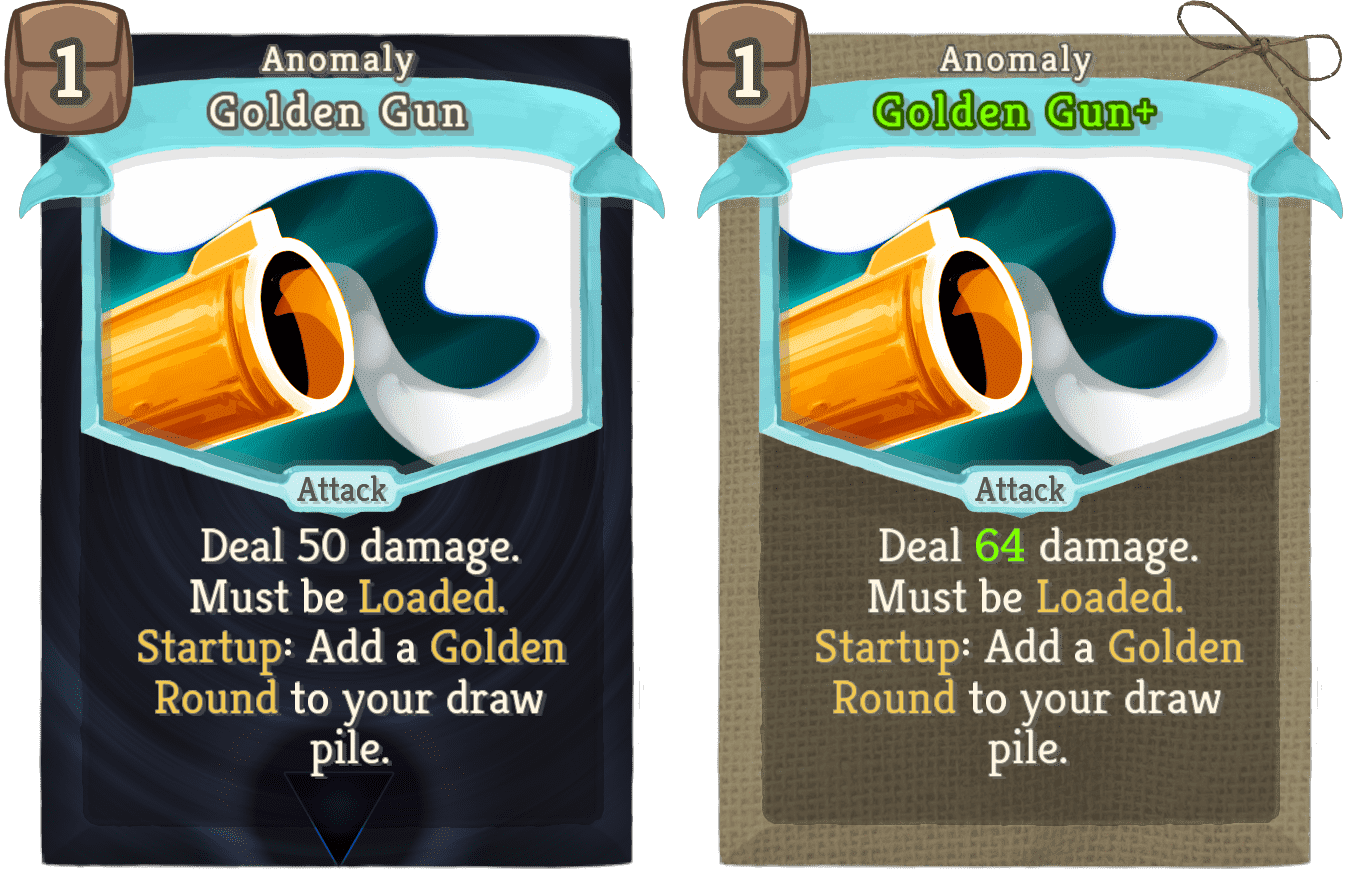 1
Anomaly
Golden Gun
Attack
Deal 50 damage.
Must be Loaded.
Startup: Add a Golden
Round to your draw
pile.
1
Anomaly
Golden Gun+
Attack
Deal 64 damage.
Must be Loaded.
Startup: Add a Golden
Round to your draw
pile.